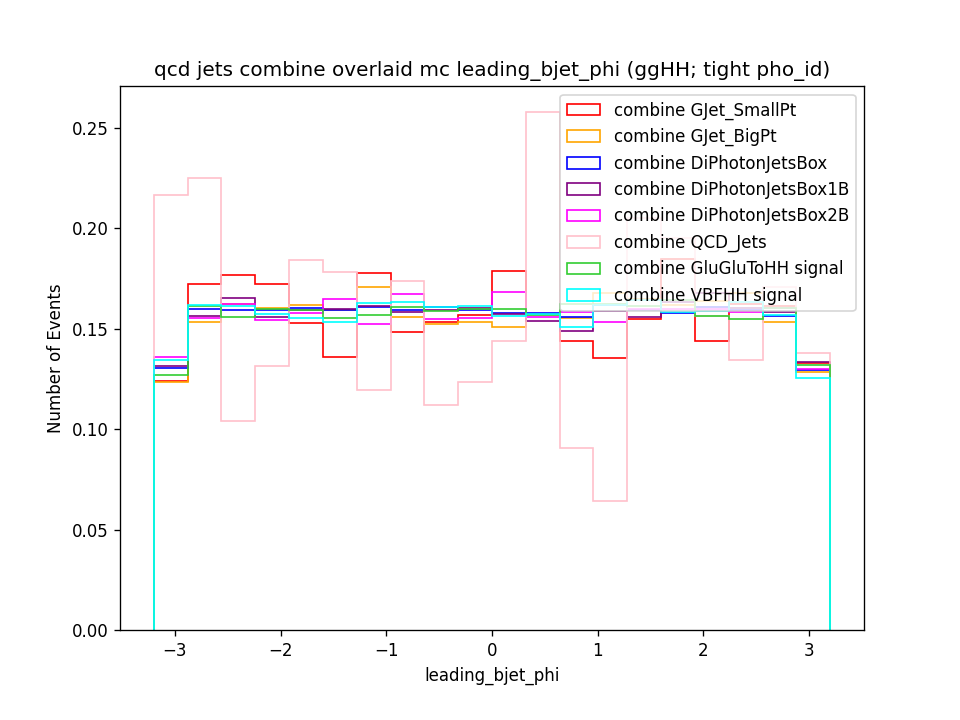 qcd jets combine overlaid mc leading_bjet_phi (ggHH; tight pho_id)
combine GJet_SmallPt
combine GJet_BigPt
combine DiPhotonJetsBox
combine DiPhotonJetsBox1B
combine DiPhotonJetsBox2B
combine QCD_Jets
combine GluGluToHH signal
combine VBFHH signal
Number of Events
0.25
0.20
0.15
0.10
0.05
0.00
−3 −2 −1 0 1 2 3
leading_bjet_phi